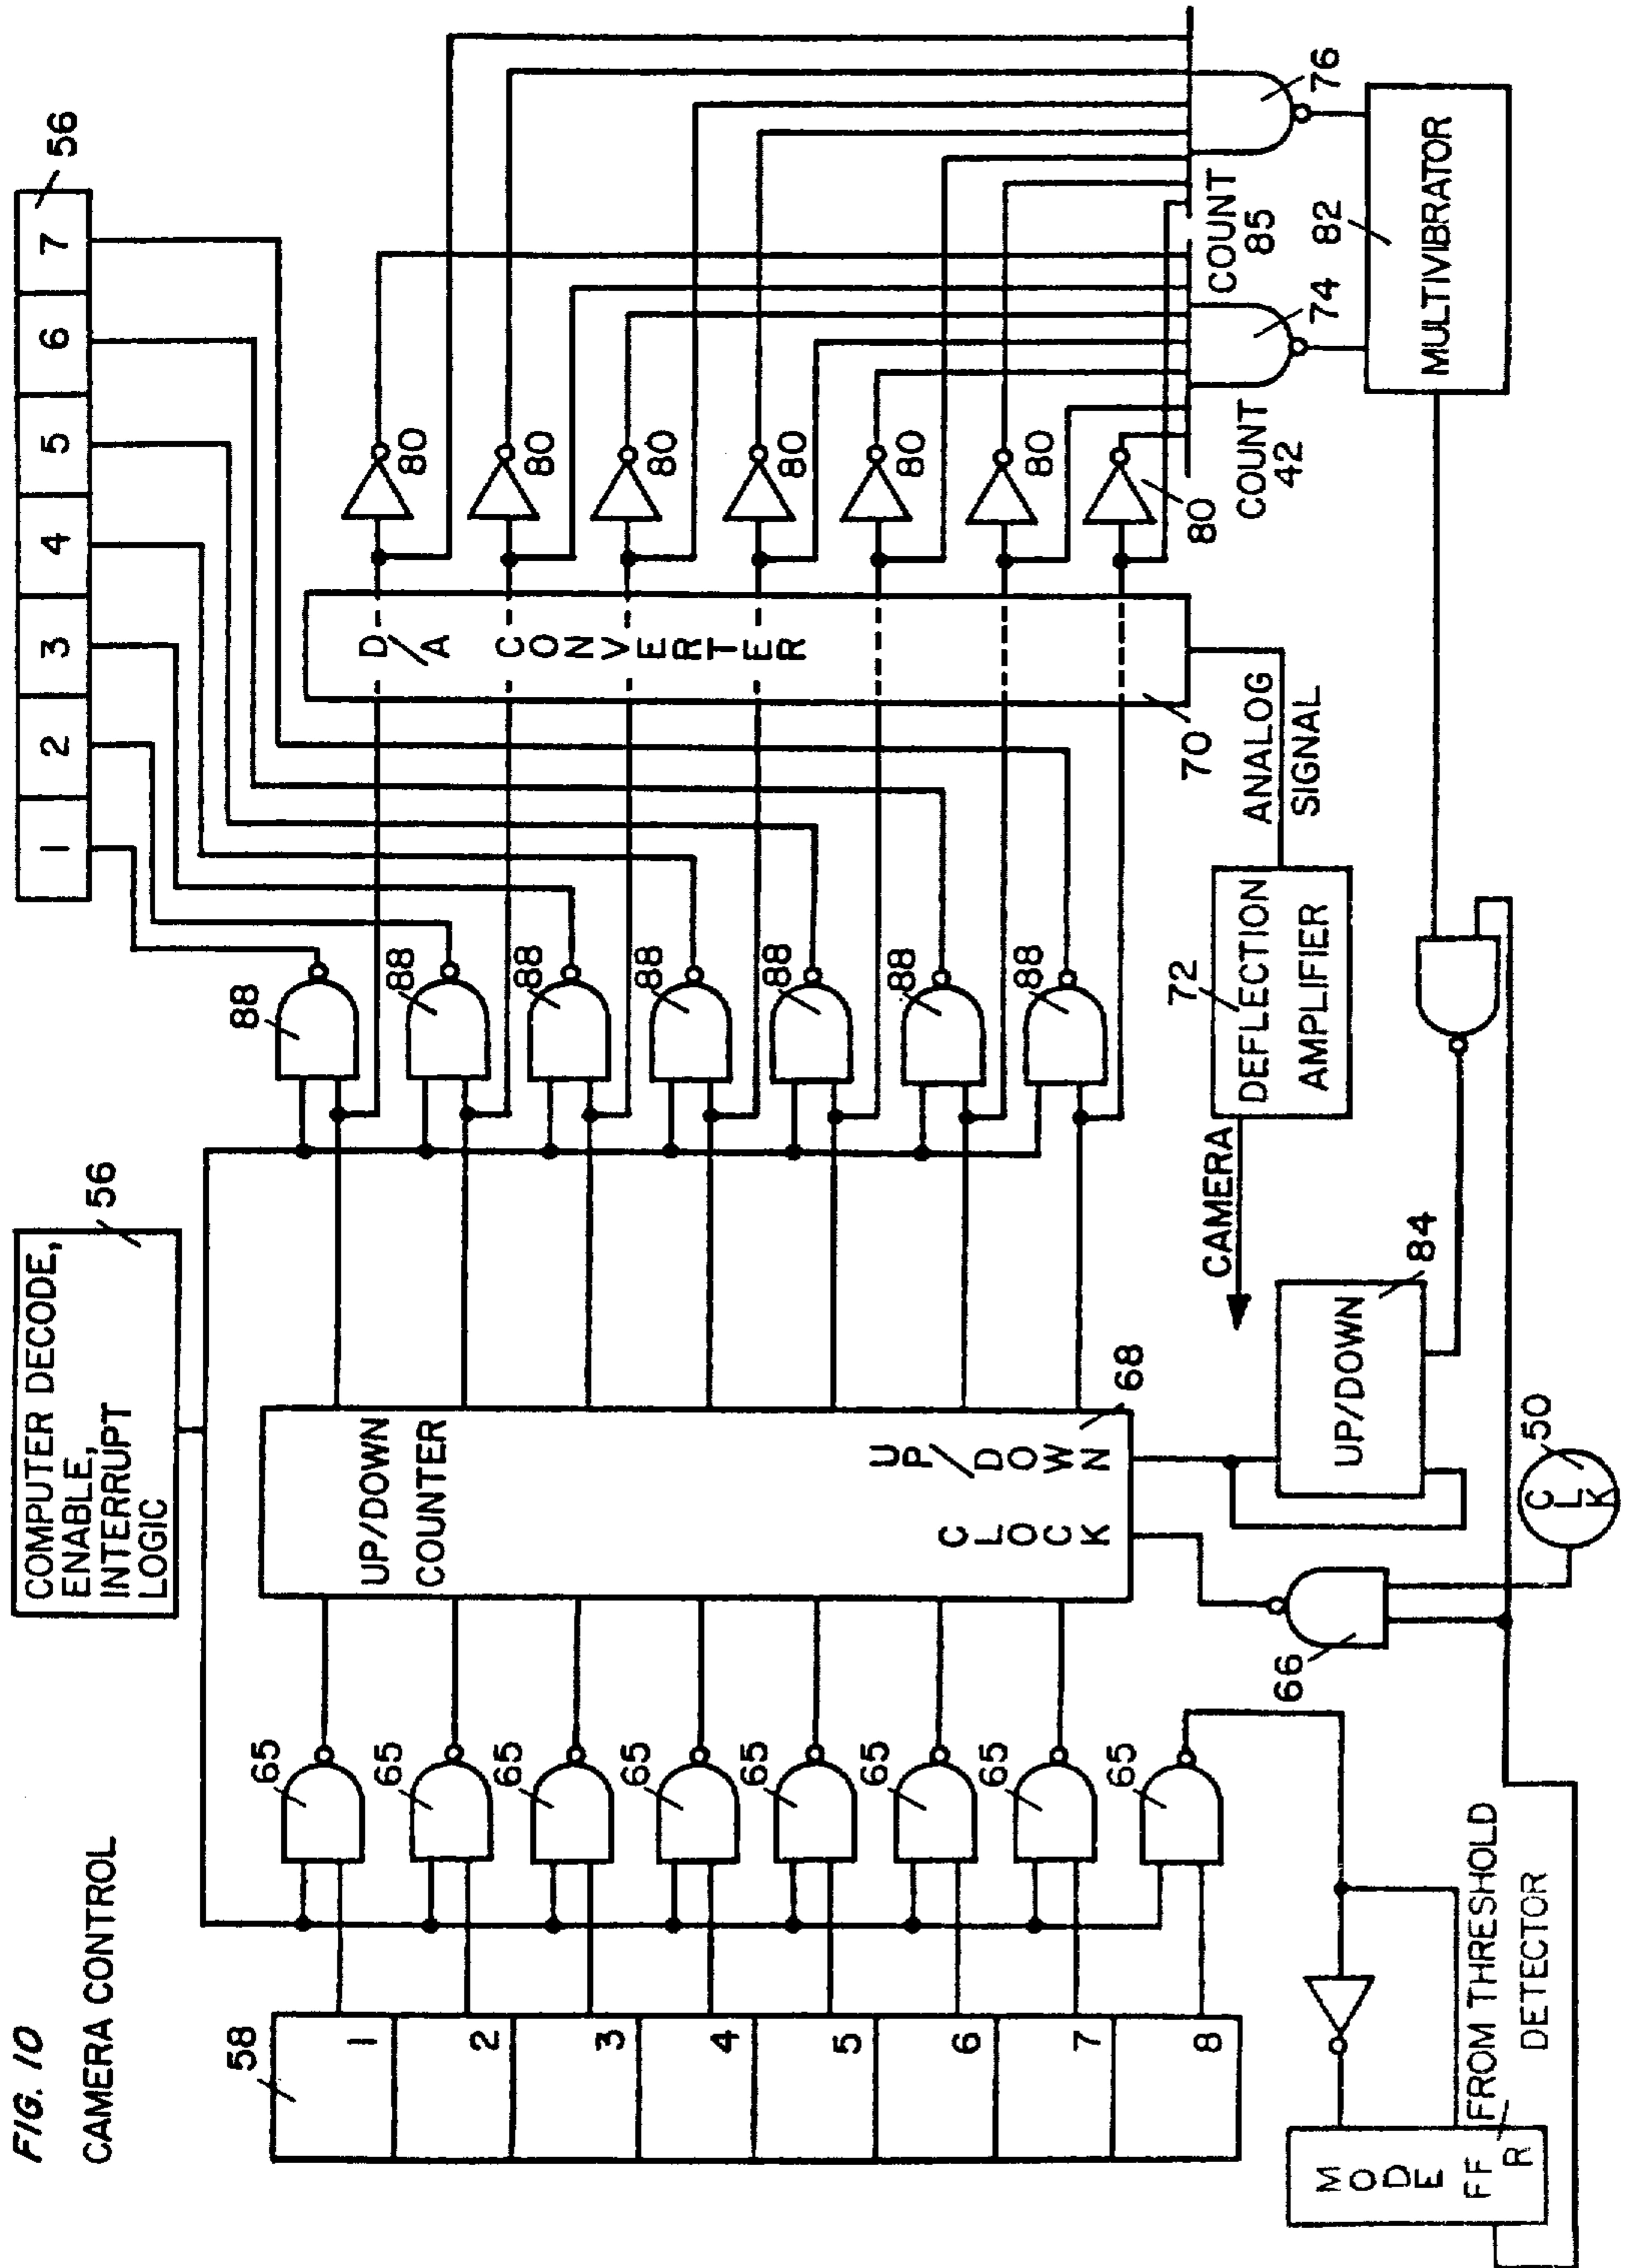 FIG. 10
CAMERA CONTROL
COMPUTER DECODE,
ENABLE,
INTERRUPT
LOGIC
56
1 2 3 4 5 6 7
56
58
1
2
3
4
5
6
7
8
65
65
65
65
65
65
65
65
UP/DOWN
COUNTER
CLOCK
UP/DOWN
68
88
88
88
88
88
88
88
D/A CONVERTER
70
80
80
80
80
80
80
80
COUNT
42
74
COUNT
85
76
MULTIVIBRATOR
82
ANALOG
SIGNAL
72
DEFLECTION
AMPLIFIER
CAMERA
UP/DOWN
84
CLK
50
66
MODE
FF
R
FROM THRESHOLD
DETECTOR